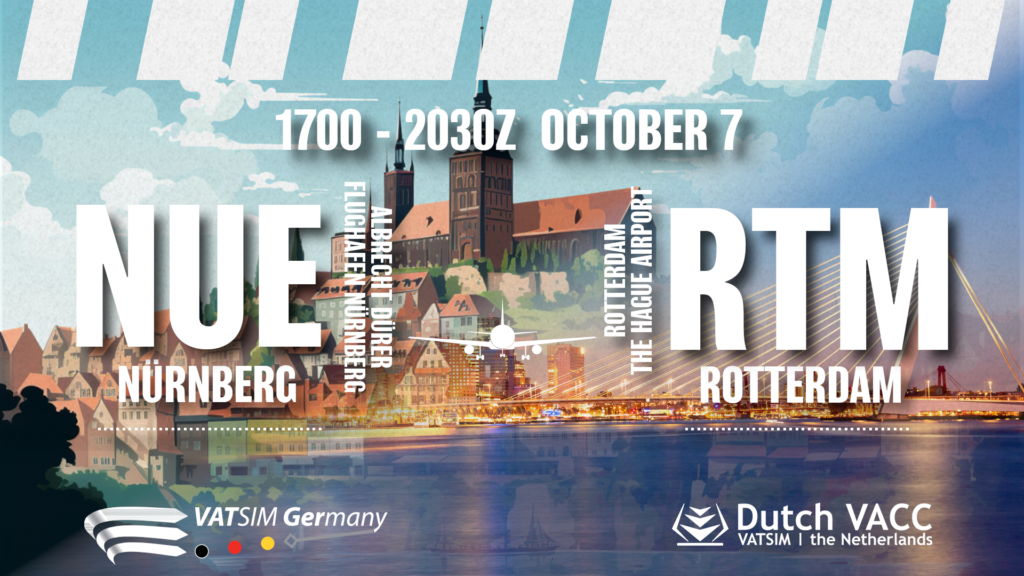 1700 - 2030Z OCTOBER 7
NUE
ALBRECHT DURER
FLUGHAFEN NÜRNBERG
NÜRNBERG
ROTTERDAM
THE HAGUE AIRPORT
RTM
ROTTERDAM
VATSIM Germany
Dutch VACC
VATSIM | the Netherlands